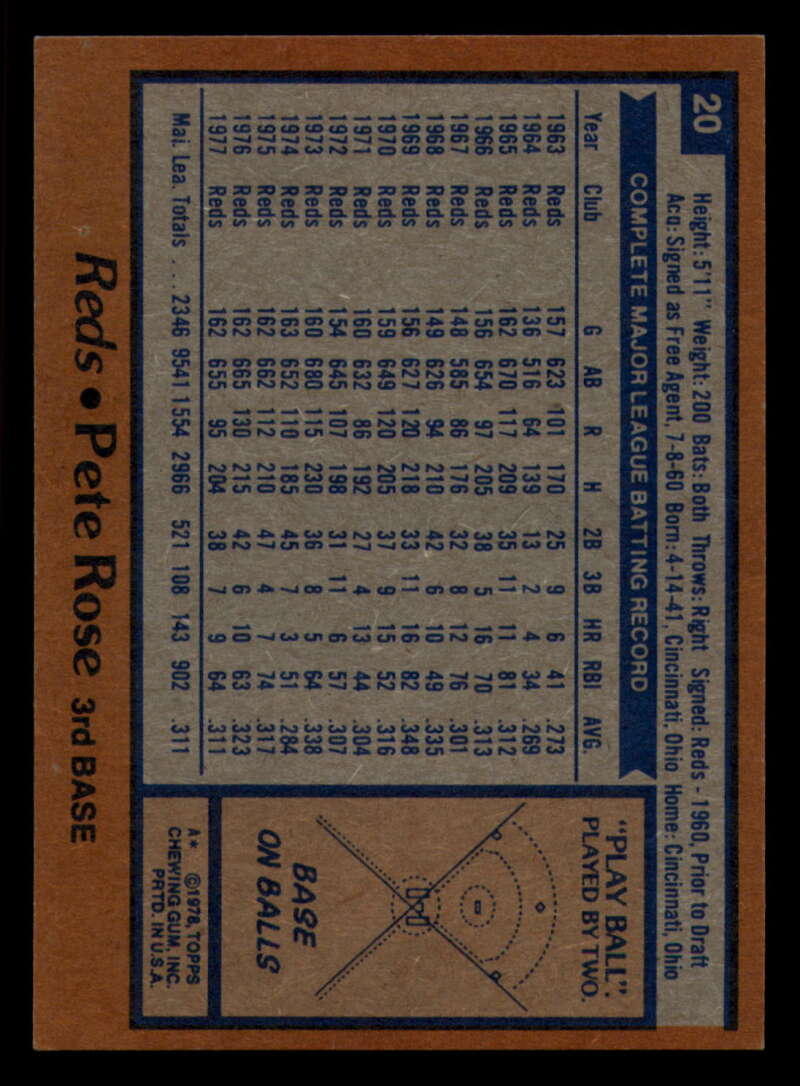 20
Height: 5'11" Weight: 200 Bats: Both Throws: Right Signed: Reds - 1960, Prior to Draft
Acq: Signed as Free Agent, 7-8-60 Born: 4-14-41, Cincinnati, Ohio Home: Cincinnati, Ohio
COMPLETE MAJOR LEAGUE BATTING RECORD
Year Club G AB R H 2B 3B HR RBI AVG.
1963 Reds 157 623 101 170 25 9 6 41 .273
1964 Reds 136 516 64 139 13 2 4 34 .269
1965 Reds 162 670 117 209 35 11 11 81 .312
1966 Reds 156 654 97 205 38 5 16 70 .313
1967 Reds 148 585 86 176 32 8 12 76 .301
1968 Reds 149 626 94 210 42 6 10 49 .335
1969 Reds 156 627 120 218 33 11 16 82 .348
1970 Reds 159 649 120 205 37 9 15 52 .316
1971 Reds 160 632 86 192 27 4 13 44 .304
1972 Reds 154 645 107 198 31 11 6 57 .307
1973 Reds 160 680 115 230 36 8 5 64 .338
1974 Reds 163 652 110 185 45 7 3 51 .284
1975 Reds 162 662 112 210 47 4 7 74 .317
1976 Reds 162 665 130 215 42 6 10 63 .323
1977 Reds 162 655 95 204 38 7 9 64 .311
Maj. Lea. Totals . . . 2346 9541 1554 2966 521 108 143 902 .311
"PLAY BALL":
PLAYED BY TWO.
BASE
ON BALLS
A* ©1978, TOPPS
CHEWING GUM, INC.
PRTD. IN U.S.A.
Reds • Pete Rose 3rd BASE